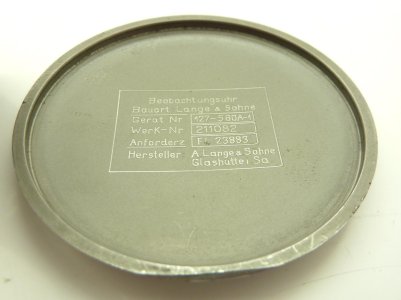 Beobachtungsuhr
Bauart Lange & Söhne
Gerät Nr 127-560A-1
Werk-Nr 211082
Anforderz FL 23883
Hersteller A Lange & Söhne
Glashütte i Sa